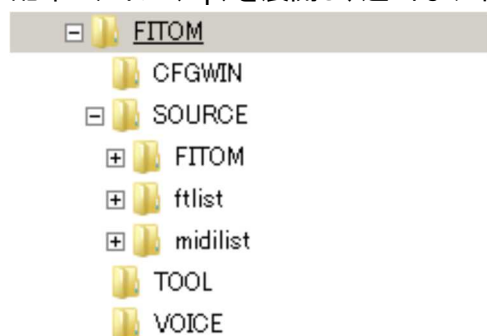 FITOM
CFGWIN
SOURCE
FITOM
ftlist
midilist
TOOL
VOICE